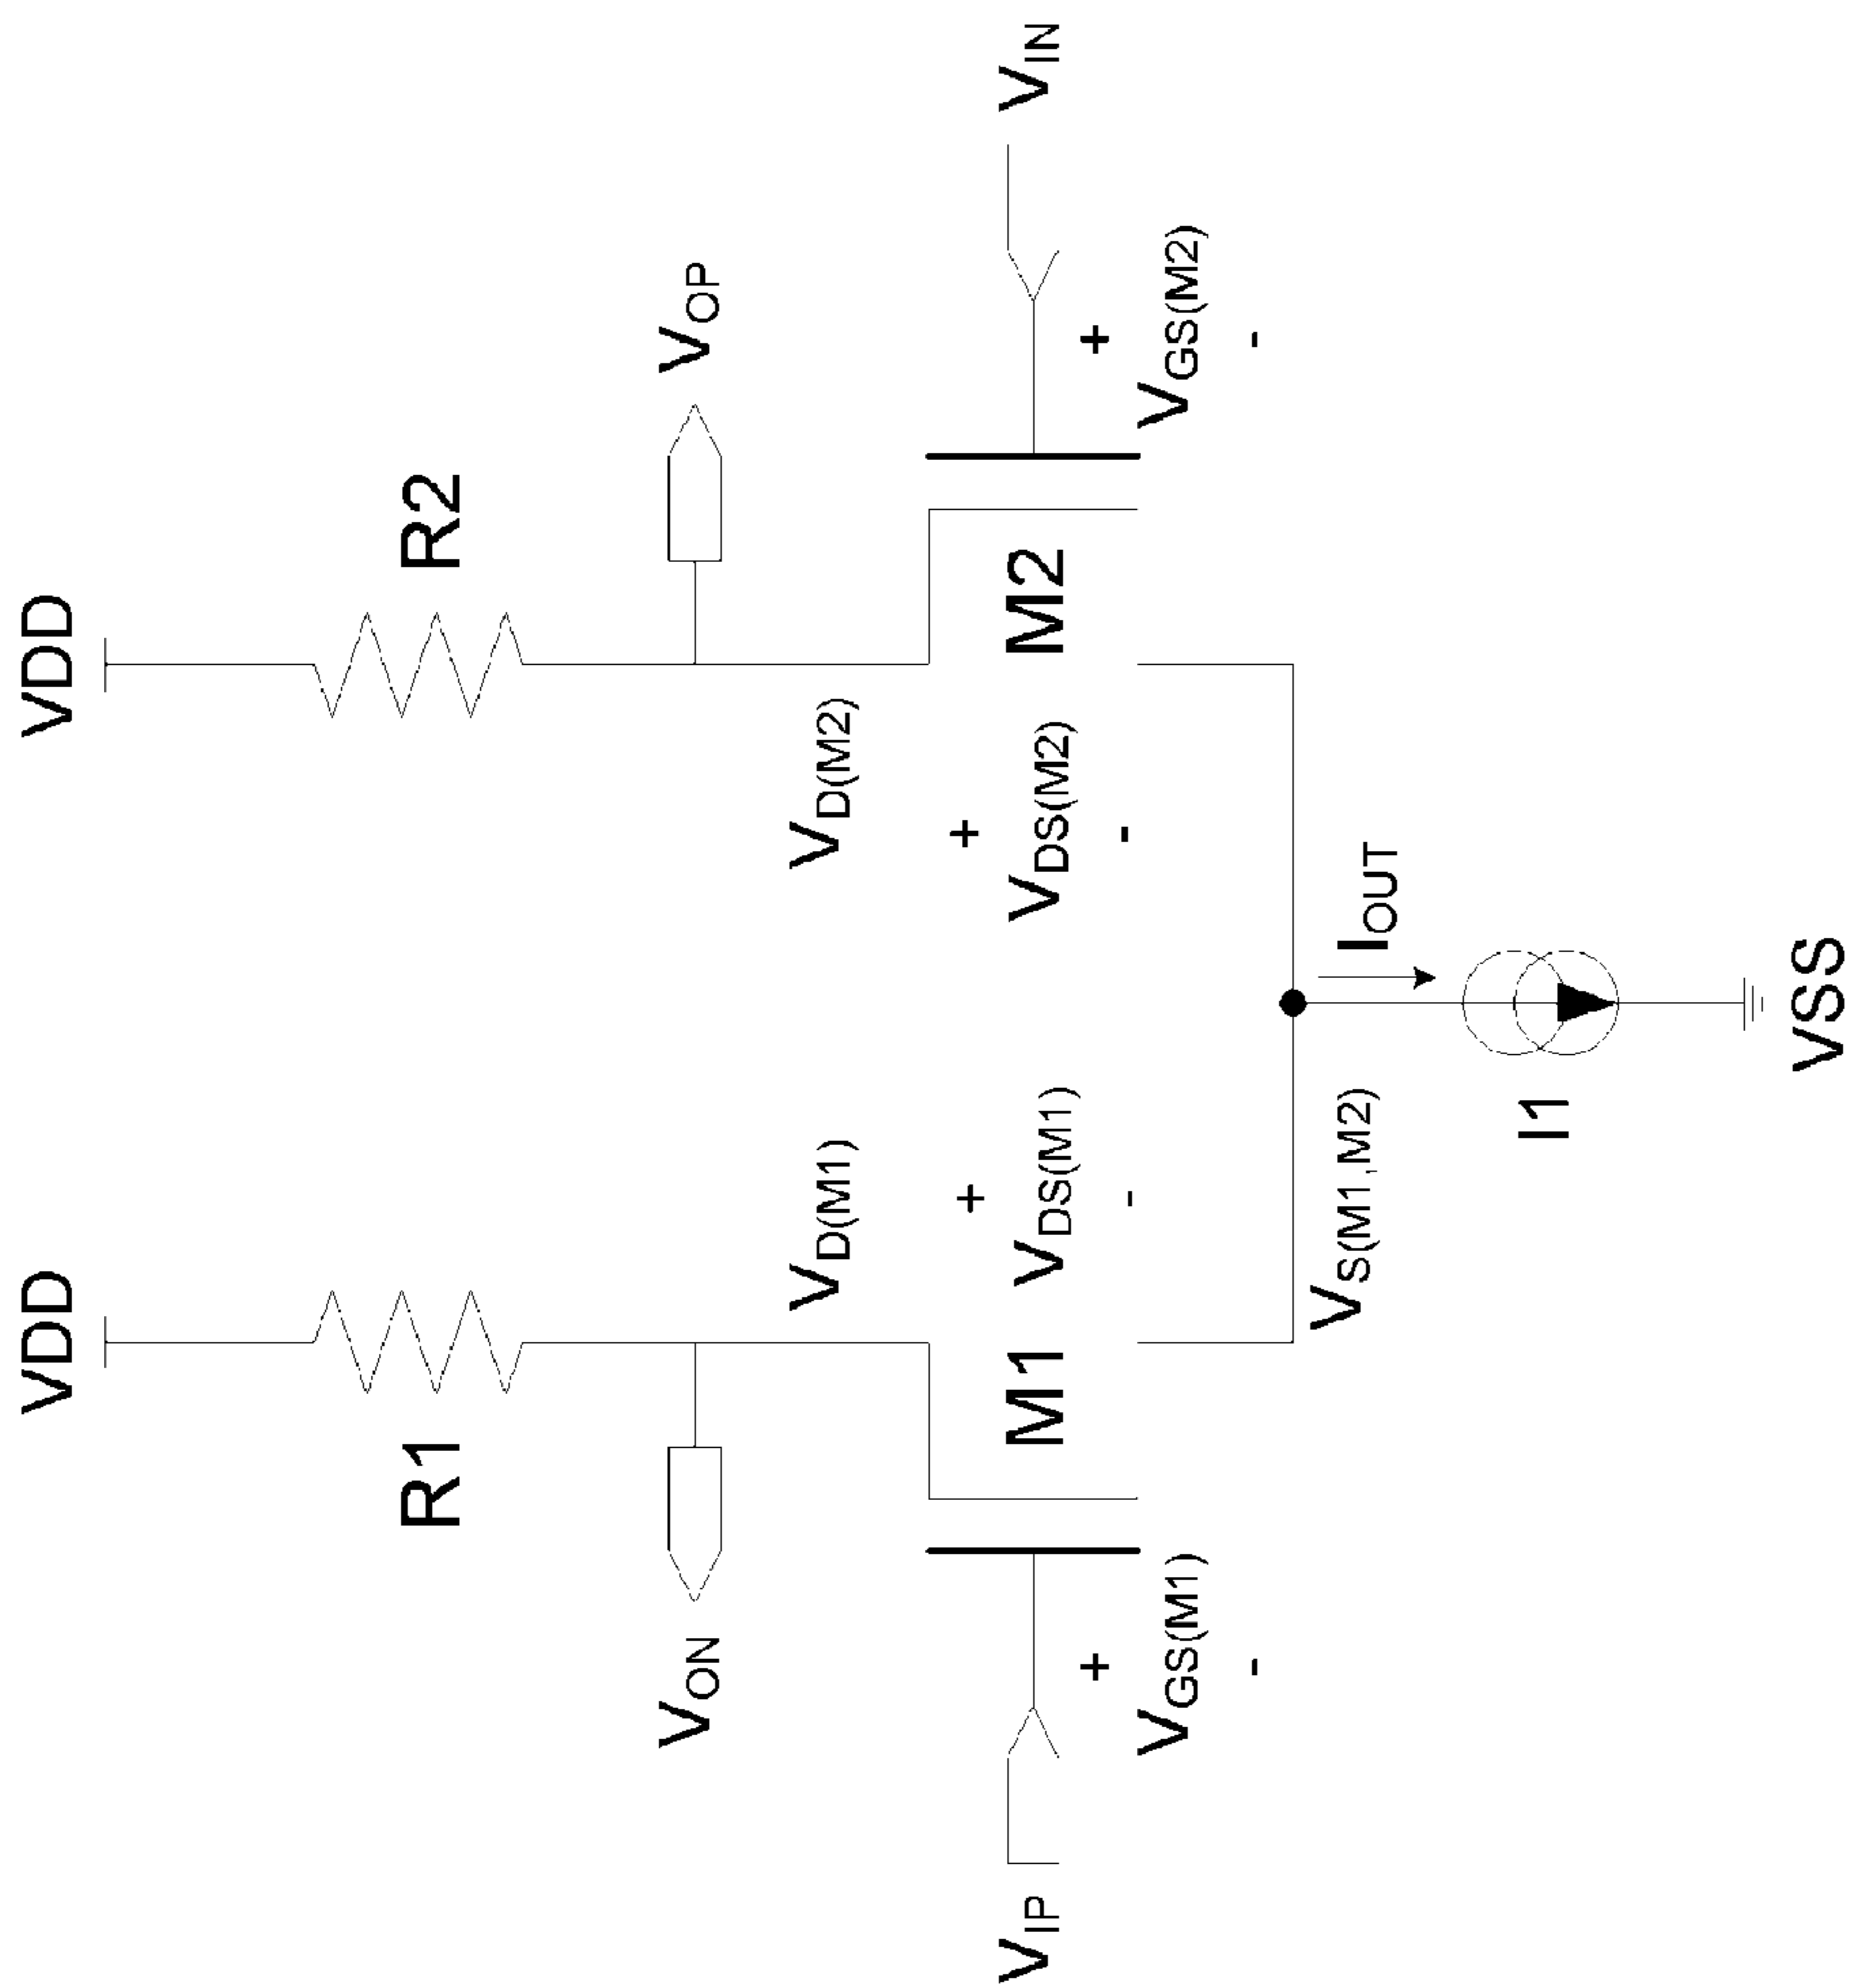 VDD
VDD
R1
R2
VON
VOP
VD(M1)
VD(M2)
VIP
M1
+
VDS(M1)
-
+
VDS(M2)
-
M2
VIN
+
VGS(M1)
-
+
VGS(M2)
-
VS(M1,M2)
IOUT
I1
VSS